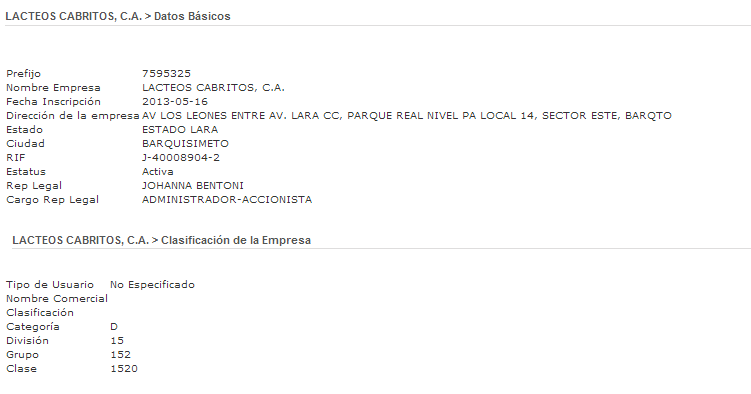 LACTEOS CABRITOS, C.A. > Datos Básicos
Prefijo 7595325
Nombre Empresa LACTEOS CABRITOS, C.A.
Fecha Inscripción 2013-05-16
Dirección de la empresa AV LOS LEONES ENTRE AV. LARA CC, PARQUE REAL NIVEL PA LOCAL 14, SECTOR ESTE, BARQTO
Estado ESTADO LARA
Ciudad BARQUISIMETO
RIF J-40008904-2
Estatus Activa
Rep Legal JOHANNA BENTONI
Cargo Rep Legal ADMINISTRADOR-ACCIONISTA
LACTEOS CABRITOS, C.A. > Clasificación de la Empresa
Tipo de Usuario No Especificado
Nombre Comercial
Clasificación
Categoría D
División 15
Grupo 152
Clase 1520